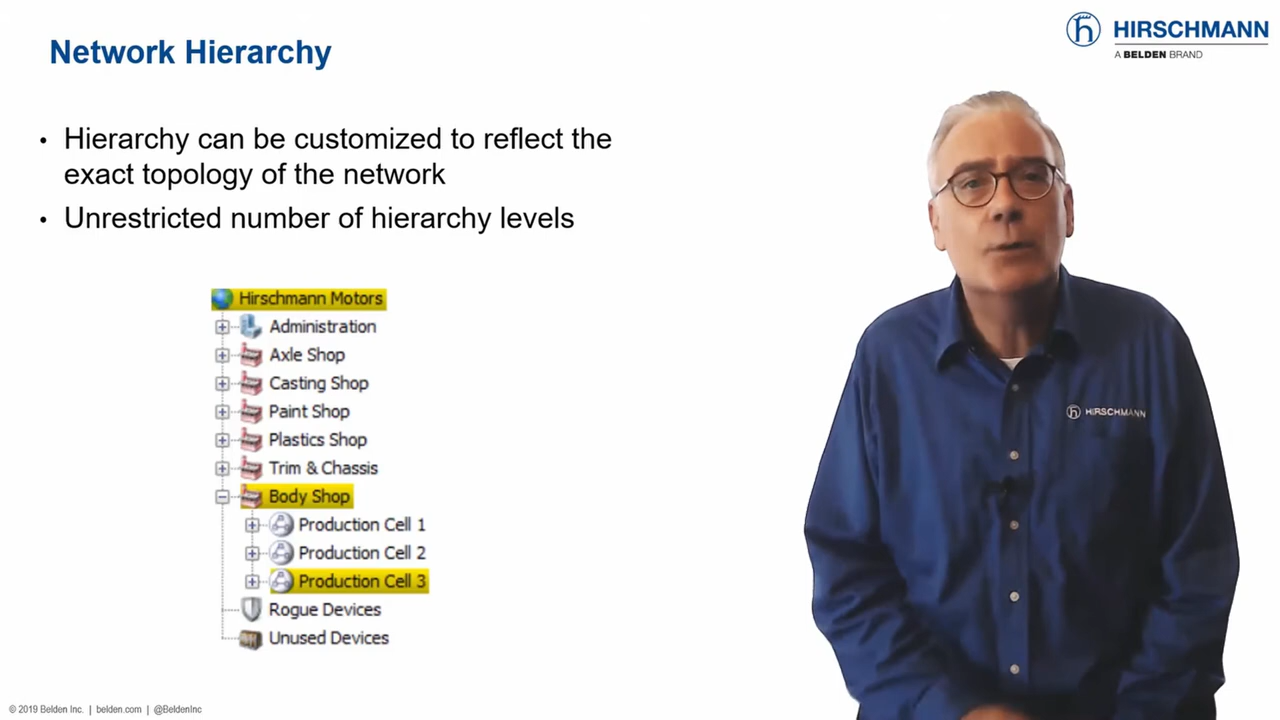 Network Hierarchy
HIRSCHMANN
A BELDEN BRAND
• Hierarchy can be customized to reflect the
exact topology of the network
• Unrestricted number of hierarchy levels
Hirschmann Motors
Administration
Axle Shop
Casting Shop
Paint Shop
Plastics Shop
Trim & Chassis
Body Shop
Production Cell 1
Production Cell 2
Production Cell 3
Rogue Devices
Unused Devices
HIRSCHMANN
© 2019 Belden Inc. | belden.com | @BeldenInc